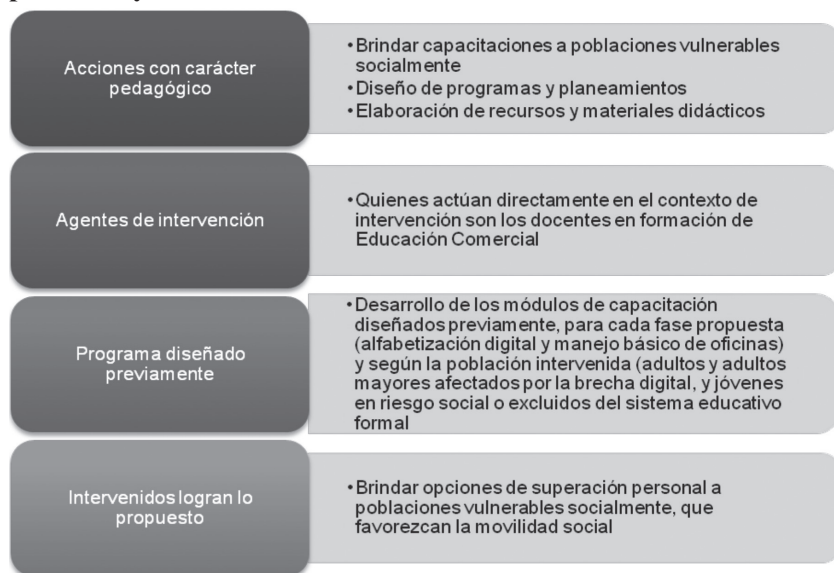 Acciones con carácter
pedagógico
•Brindar capacitaciones a poblaciones vulnerables
socialmente
•Diseño de programas y planeamientos
•Elaboración de recursos y materiales didácticos
Agentes de intervención
•Quienes actúan directamente en el contexto de
intervención son los docentes en formación de
Educación Comercial
Programa diseñado
previamente
•Desarrollo de los módulos de capacitación
diseñados previamente, para cada fase propuesta
(alfabetización digital y manejo básico de oficinas)
y según la población intervenida (adultos y adultos
mayores afectados por la brecha digital, y jóvenes
en riesgo social o excluidos del sistema educativo
formal
Intervenidos logran lo
propuesto
•Brindar opciones de superación personal a
poblaciones vulnerables socialmente, que
favorezcan la movilidad social